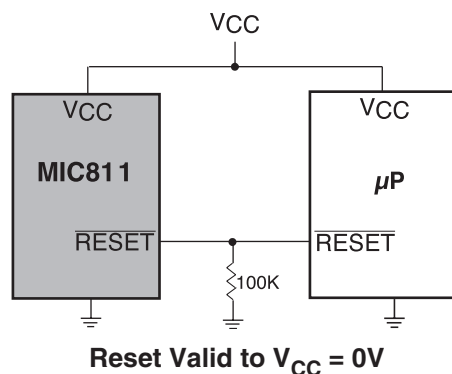 VCC
VCC
VCC
MIC811
µP
RESET
RESET
100K
Reset Valid to VCC = 0V